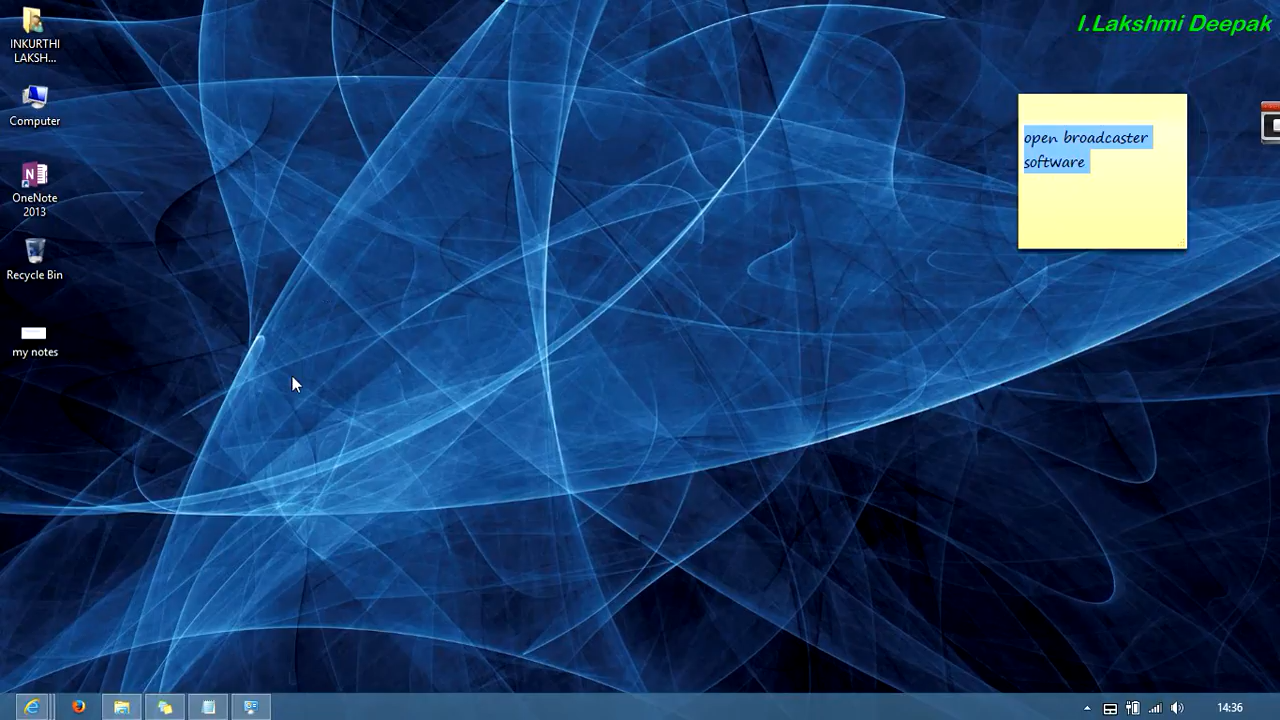 I.Lakshmi Deepak
INKURTHI
LAKSH...
Computer
OneNote
2013
Recycle Bin
my notes
open broadcaster
software
14:36